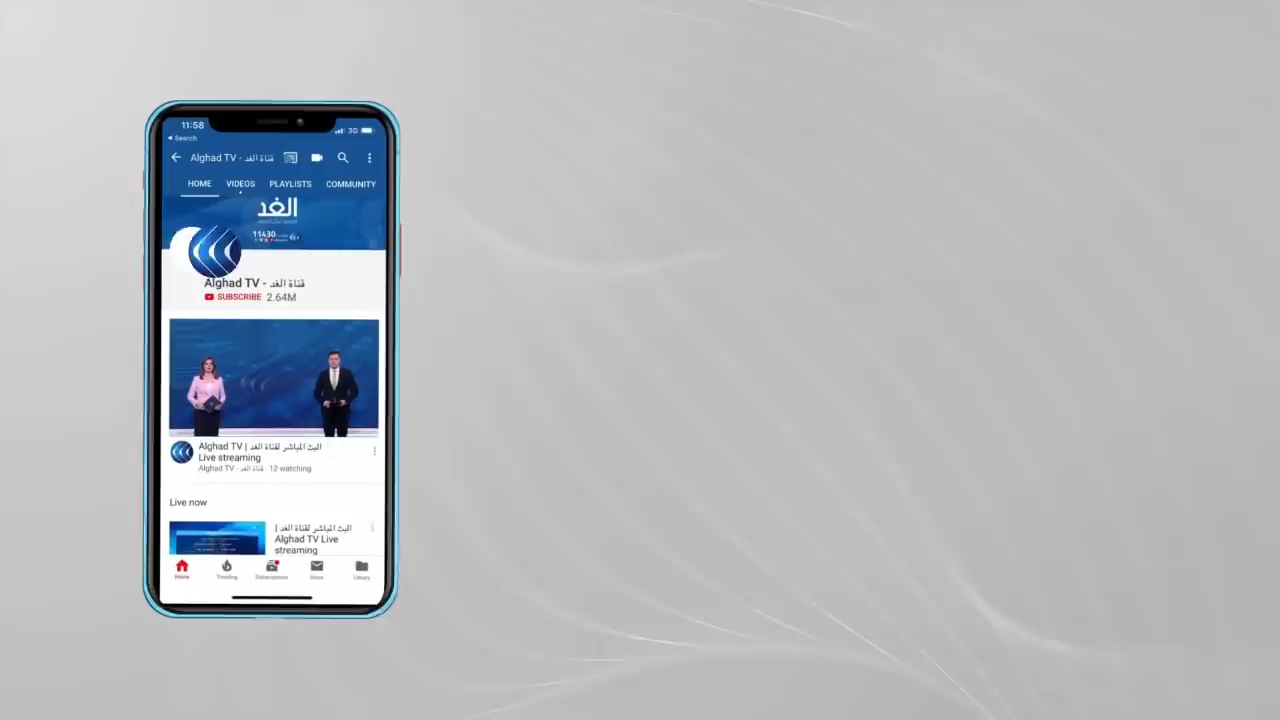 11:58
3G
Search
Alghad TV - قناة الغد
HOME VIDEOS PLAYLISTS COMMUNITY
الغد
11430
Alghad TV - قناة الغد
SUBSCRIBE 2.64M
Alghad TV | البث المباشر لقناة الغد
Live streaming
Alghad TV - قناة الغد · 12 watching
Live now
البث المباشر لقناة الغد |
Alghad TV Live
streaming
Home Trending Subscriptions Inbox Library